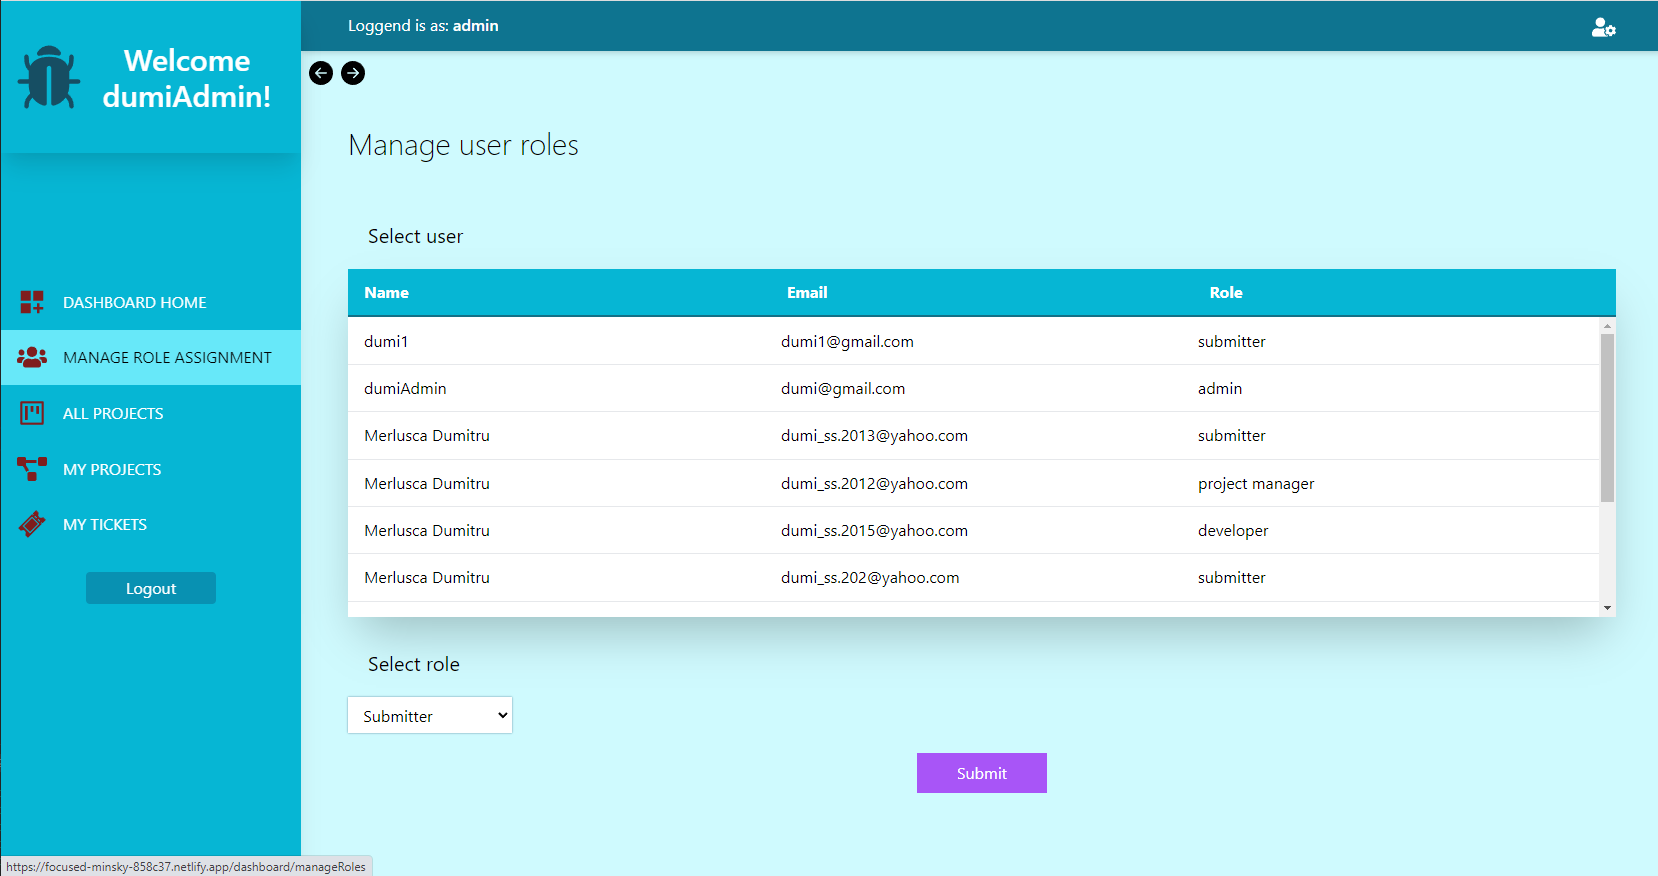 Welcome
dumiAdmin!
Loggend is as: admin
DASHBOARD HOME
MANAGE ROLE ASSIGNMENT
ALL PROJECTS
MY PROJECTS
MY TICKETS
Logout
Manage user roles
Select user
Name Email Role
dumi1 dumi1@gmail.com submitter
dumiAdmin dumi@gmail.com admin
Merlusca Dumitru dumi_ss.2013@yahoo.com submitter
Merlusca Dumitru dumi_ss.2012@yahoo.com project manager
Merlusca Dumitru dumi_ss.2015@yahoo.com developer
Merlusca Dumitru dumi_ss.202@yahoo.com submitter
Select role
Submitter
Submit
https://focused-minsky-858c37.netlify.app/dashboard/manageRoles